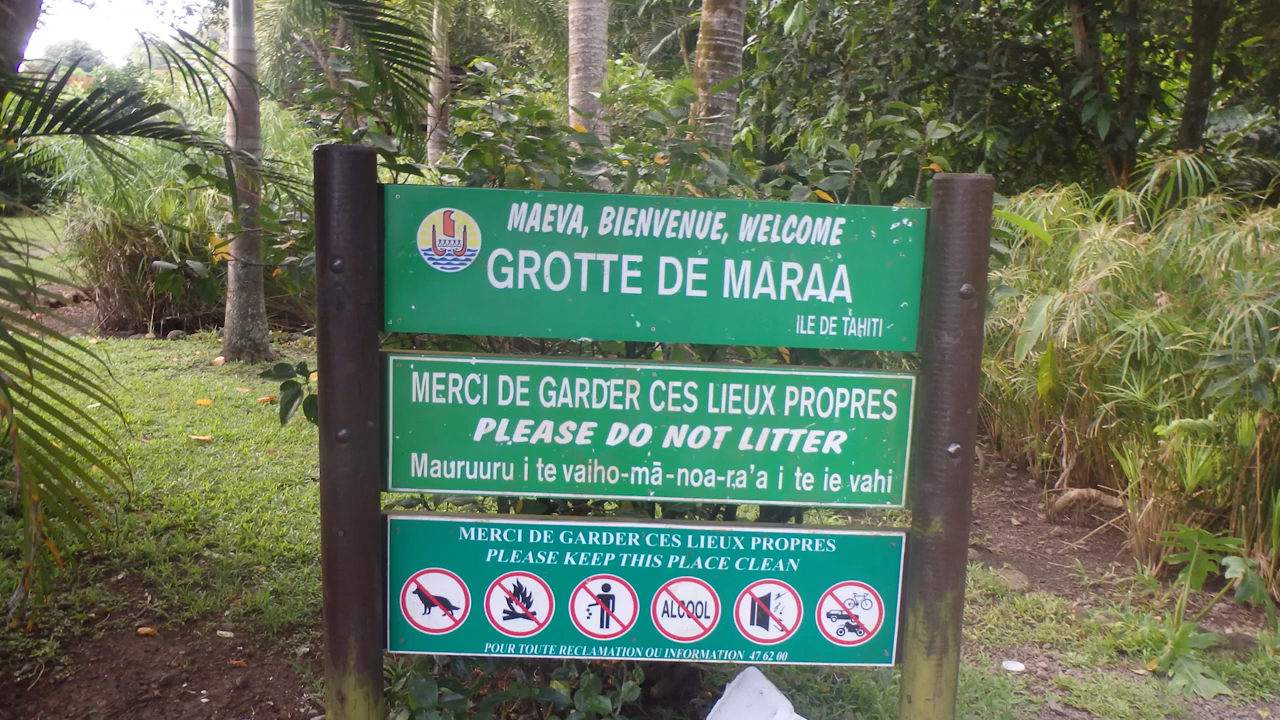 MAEVA, BIENVENUE, WELCOME
GROTTE DE MARAA
ILE DE TAHITI
MERCI DE GARDER CES LIEUX PROPRES
PLEASE DO NOT LITTER
Mauruuru i te vaiho-mā-noa-ra'a i te ie vahi
MERCI DE GARDER CES LIEUX PROPRES
PLEASE KEEP THIS PLACE CLEAN
ALCOOL
POUR TOUTE RECLAMATION OU INFORMATION 47 62 00